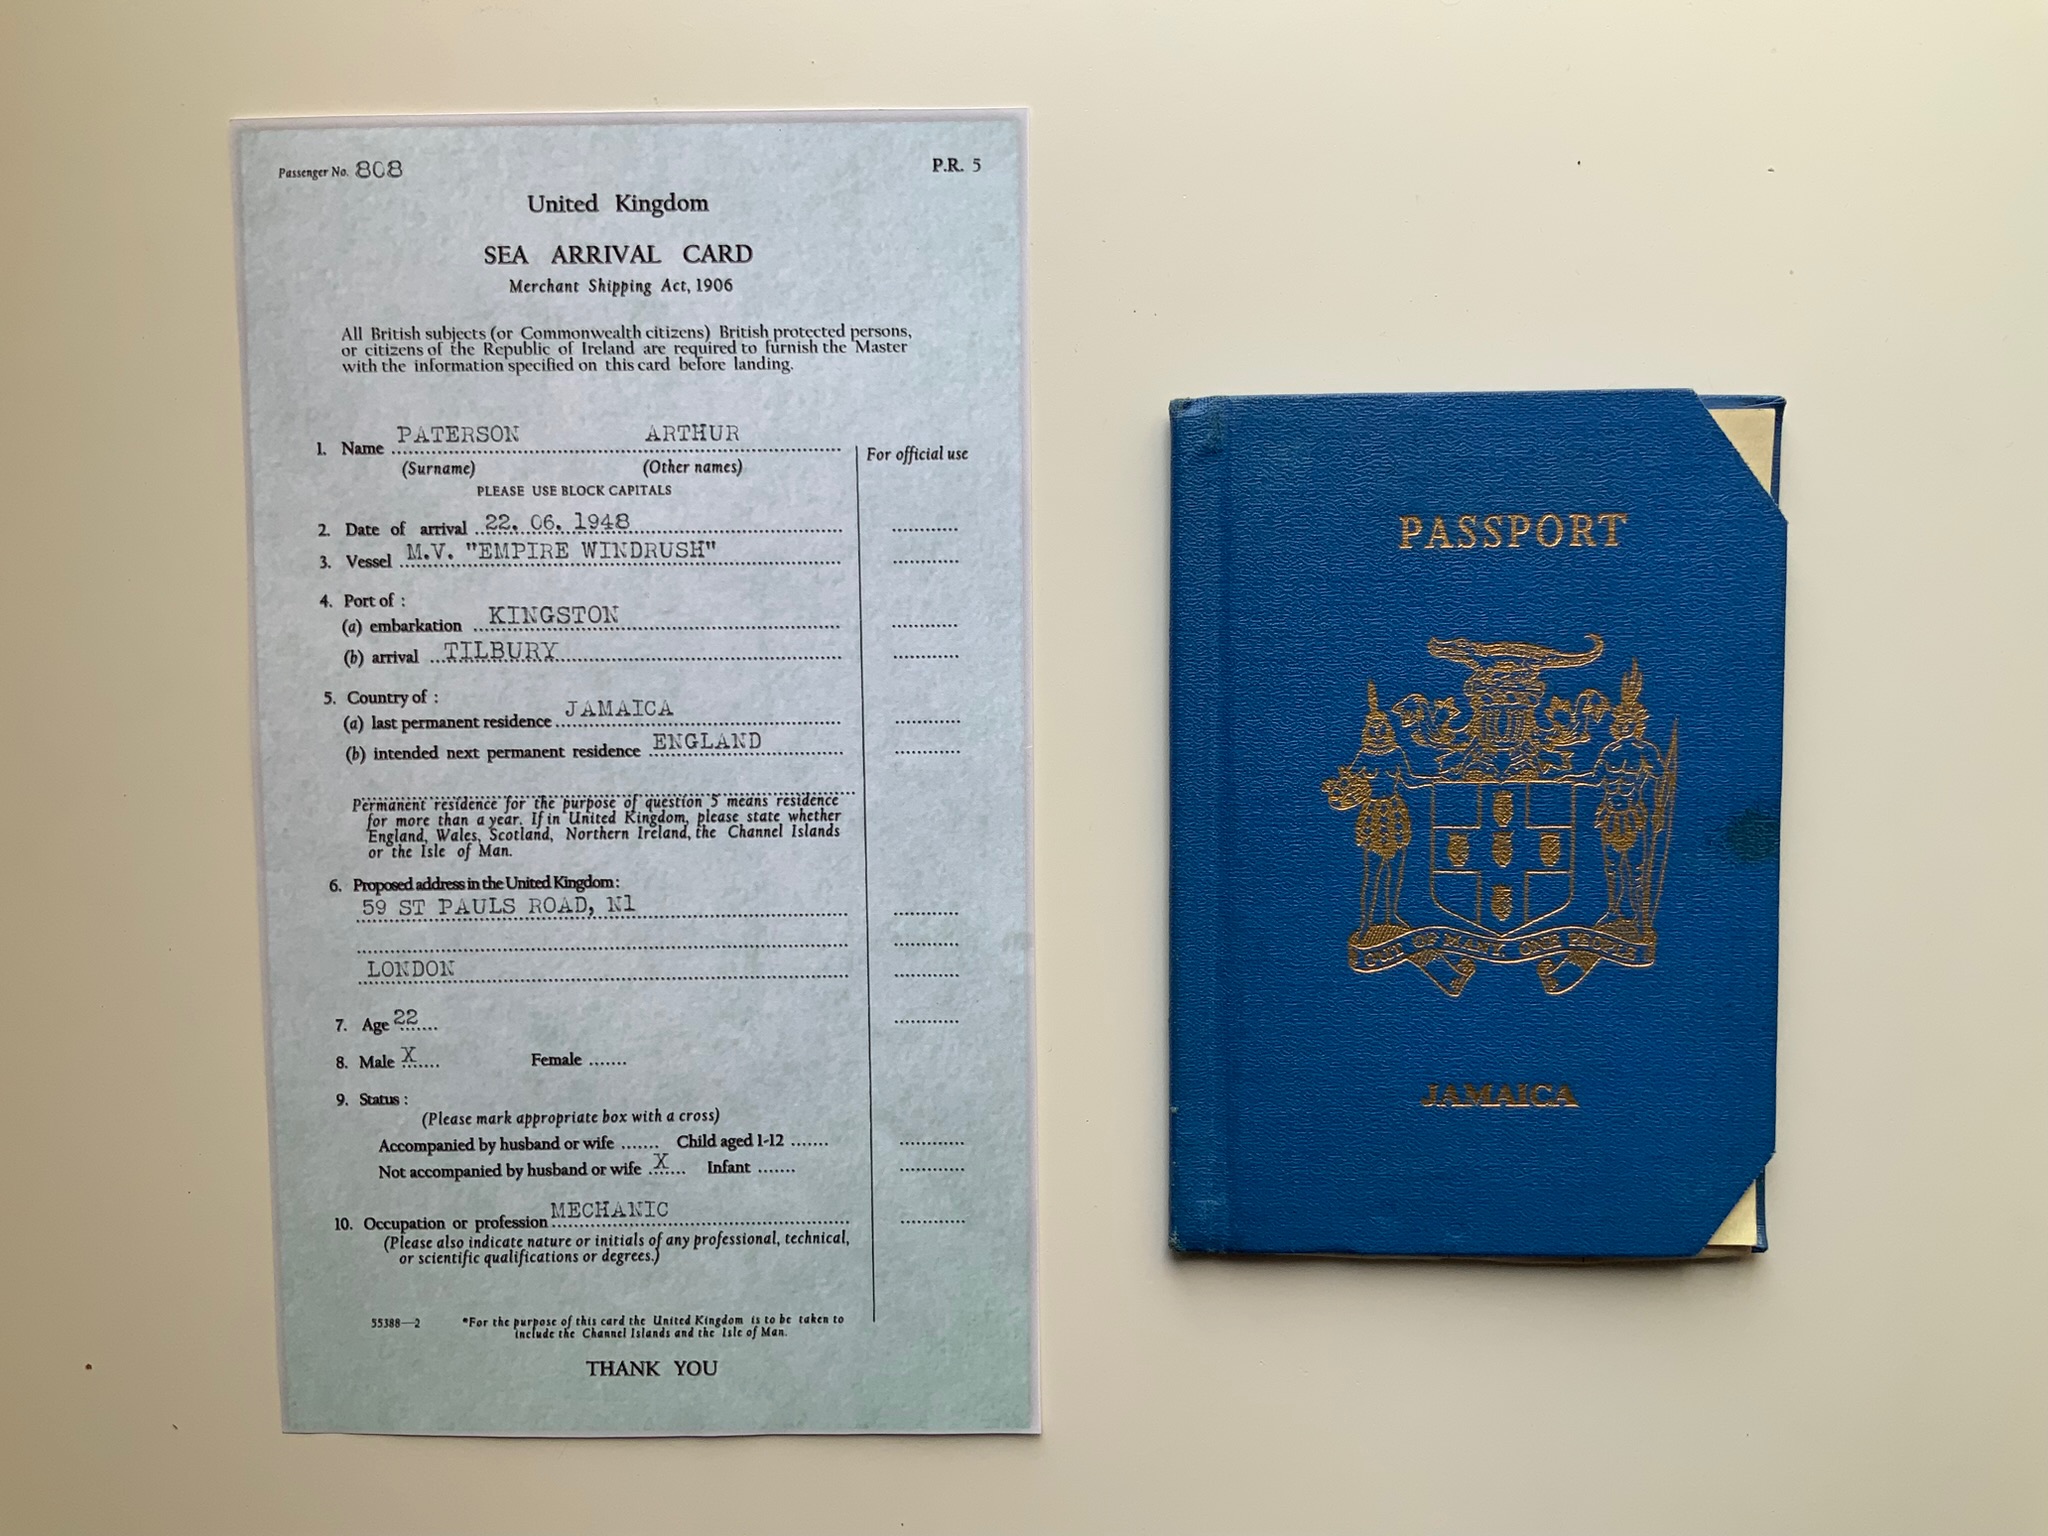 Passenger No. 808
P.R. 5
United Kingdom
SEA ARRIVAL CARD
Merchant Shipping Act, 1906
All British subjects (or Commonwealth citizens) British protected persons,
or citizens of the Republic of Ireland are required to furnish the Master
with the information specified on this card before landing.
1. Name PATERSON ARTHUR
For official use
(Surname) (Other names)
PLEASE USE BLOCK CAPITALS
2. Date of arrival 22. 06. 1948
3. Vessel M.V. "EMPIRE WINDRUSH"
4. Port of :
(a) embarkation KINGSTON
(b) arrival TILBURY
5. Country of :
(a) last permanent residence JAMAICA
(b) intended next permanent residence ENGLAND
Permanent residence for the purpose of question 5 means residence
for more than a year. If in United Kingdom, please state whether
England, Wales, Scotland, Northern Ireland, the Channel Islands
or the Isle of Man.
6. Proposed address in the United Kingdom :
59 ST PAULS ROAD, N1
LONDON
7. Age 22
8. Male X Female
9. Status :
(Please mark appropriate box with a cross)
Accompanied by husband or wife Child aged 1-12
Not accompanied by husband or wife X Infant
10. Occupation or profession MECHANIC
(Please also indicate nature or initials of any professional, technical,
or scientific qualifications or degrees.)
55388—2 *For the purpose of this card the United Kingdom is to be taken to
include the Channel Islands and the Isle of Man.
THANK YOU
PASSPORT
OUT OF MANY, ONE PEOPLE
JAMAICA